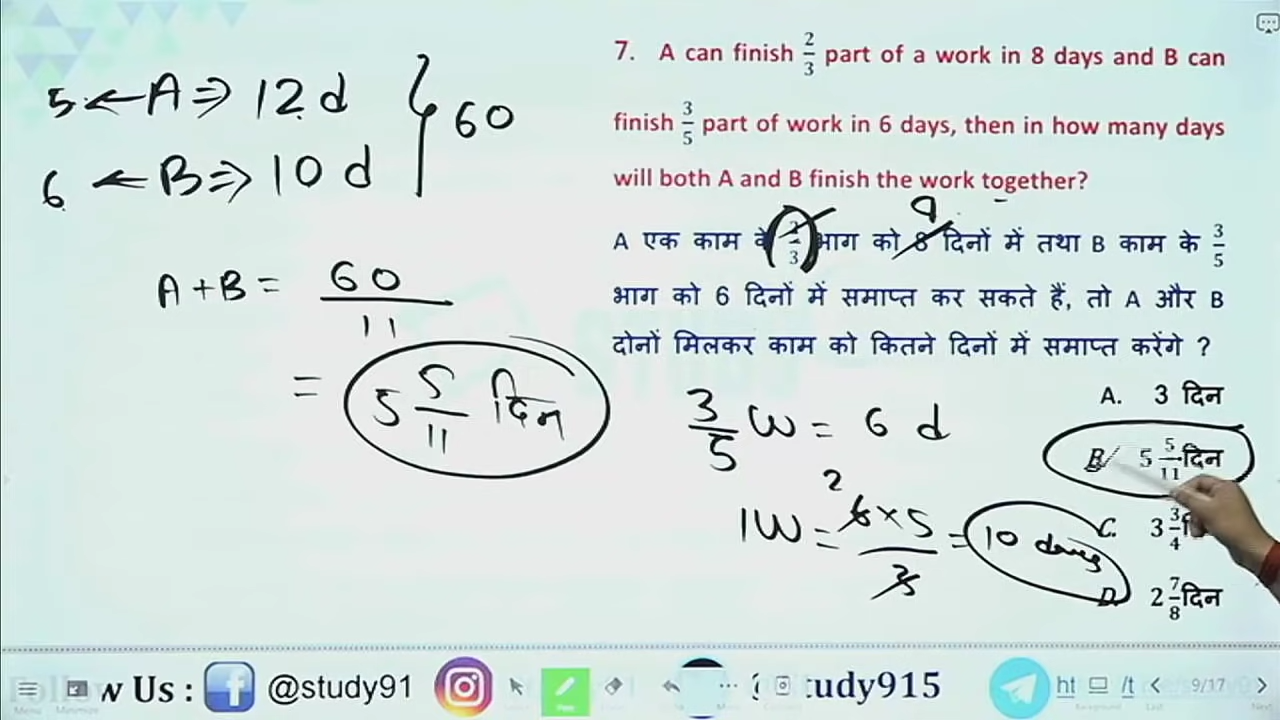 7. A can finish 2/3 part of a work in 8 days and B can
finish 3/5 part of work in 6 days, then in how many days
will both A and B finish the work together?
A एक काम के 2/3 भाग को 8 दिनों में तथा B काम के 3/5
भाग को 6 दिनों में समाप्त कर सकते हैं, तो A और B
दोनों मिलकर काम को कितने दिनों में समाप्त करेंगे ?
A. 3 दिन
B. 5 5/11 दिन
C. 3 3/4
D. 2 7/8 दिन
5 ← A ⇒ 12 d
6 ← B ⇒ 10 d
60
A + B = 60/11
= 5 5/11 दिन
9
3/5 W = 6 d
1W = 6 × 5 / 3 = 10 days
2
w Us : @study91
tudy915
ht /t 9/17